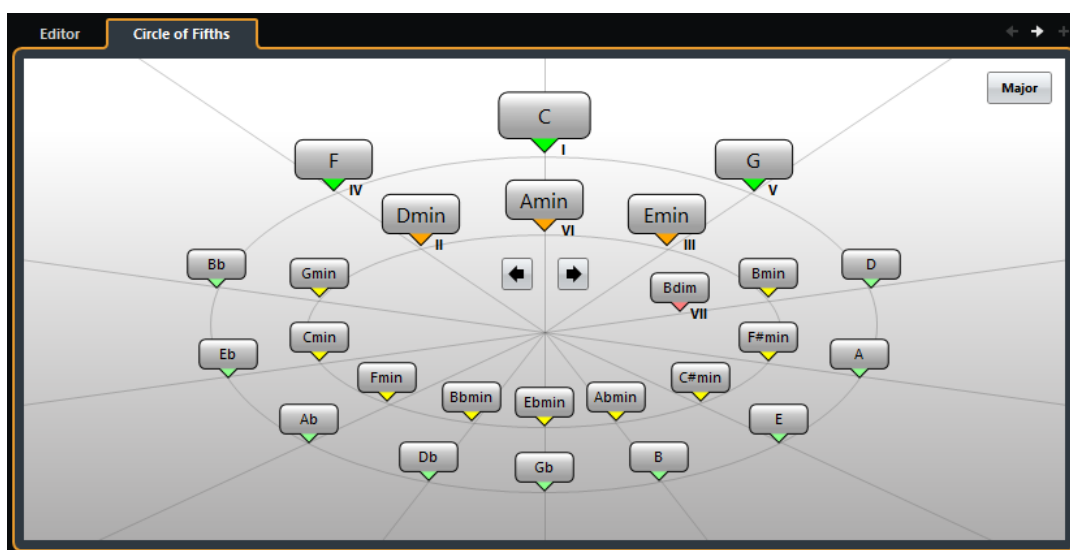 Editor Circle of Fifths
Major
C
I
F G
IV V
Amin
Dmin Emin
VI
II III
Bb D
Gmin Bmin
Bdim
VII
Cmin F#min
Eb A
Fmin C#min
Bbmin Ebmin Abmin
Ab E
Db B
Gb